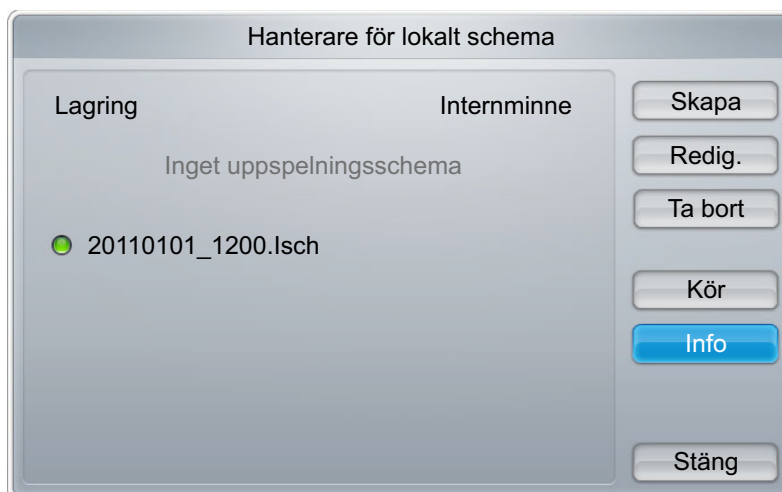 Hanterare för lokalt schema
Lagring Internminne
Inget uppspelningsschema
20110101_1200.lsch
Skapa
Redig.
Ta bort
Kör
Info
Stäng